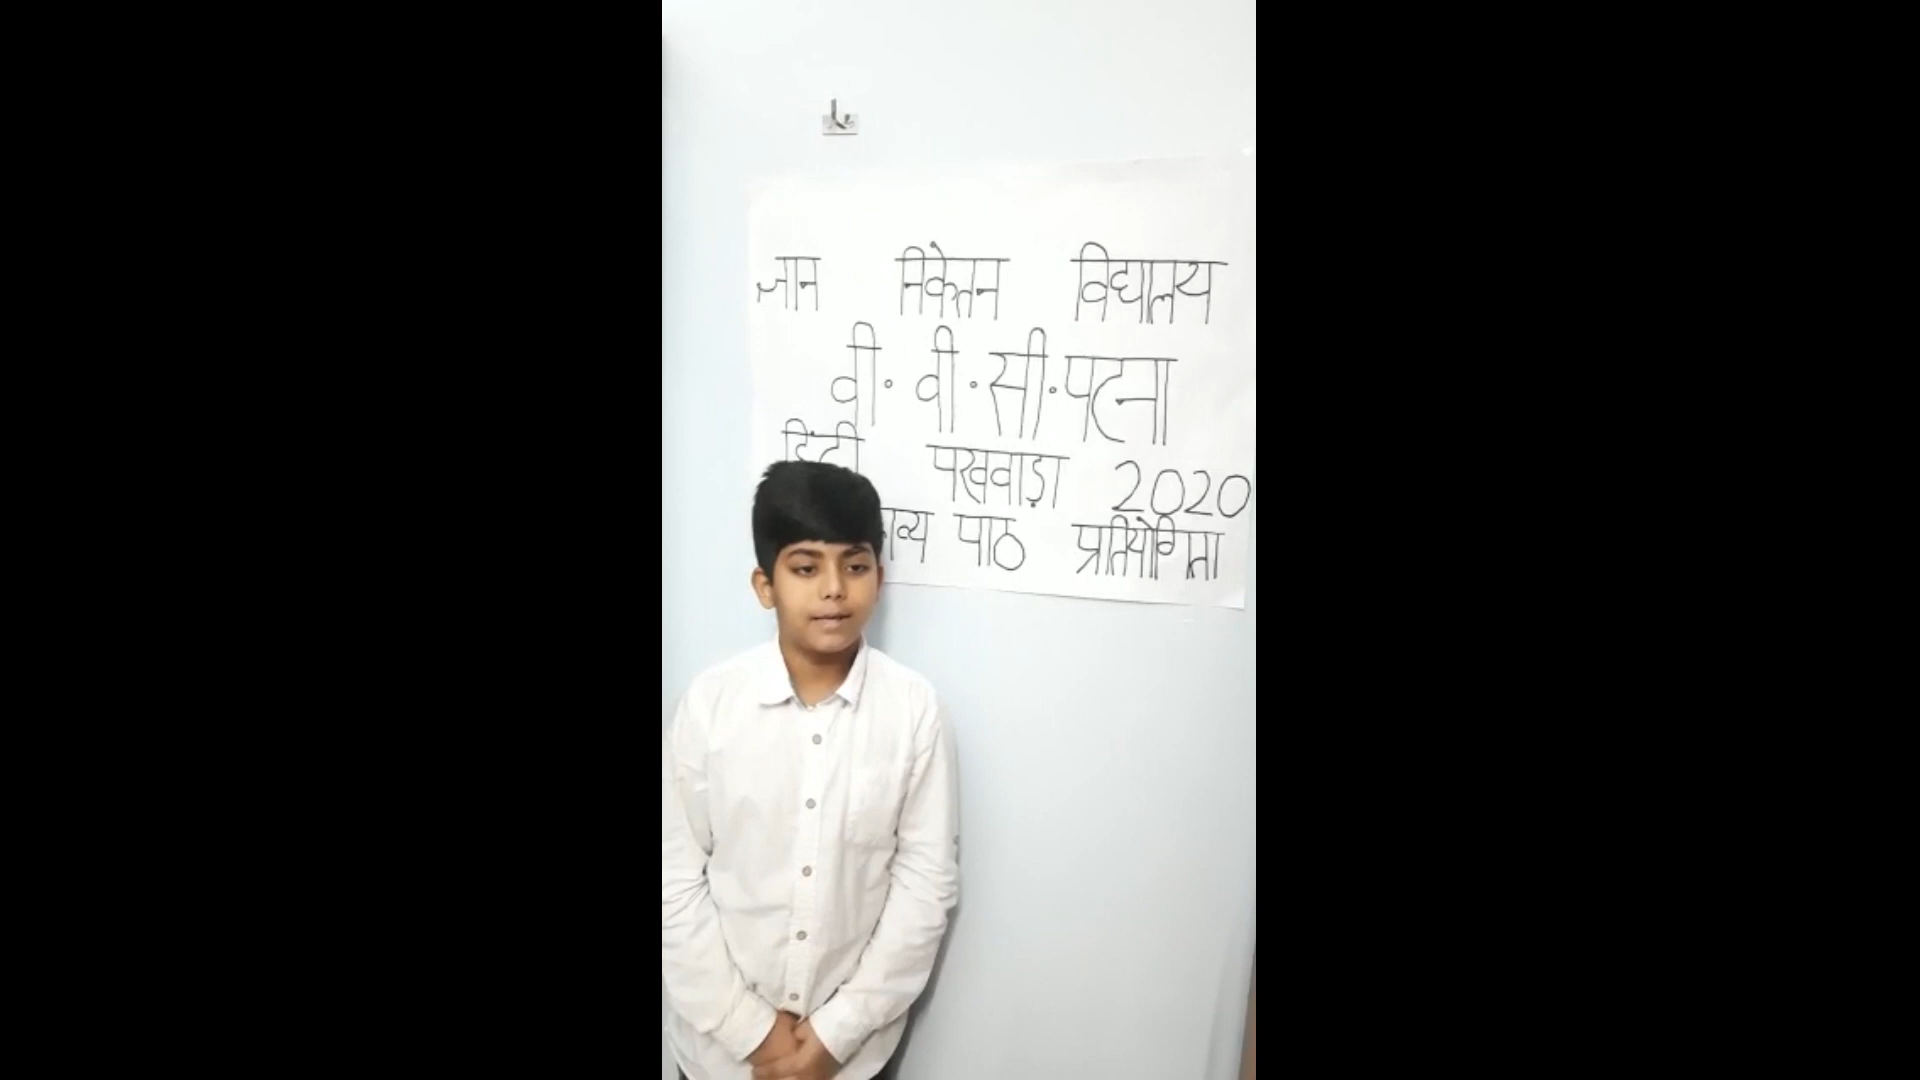 ज्ञान निकेतन विद्यालय
वी. वी. सी. पटना
हिंदी पखवाड़ा 2020
काव्य पाठ प्रतियोगिता